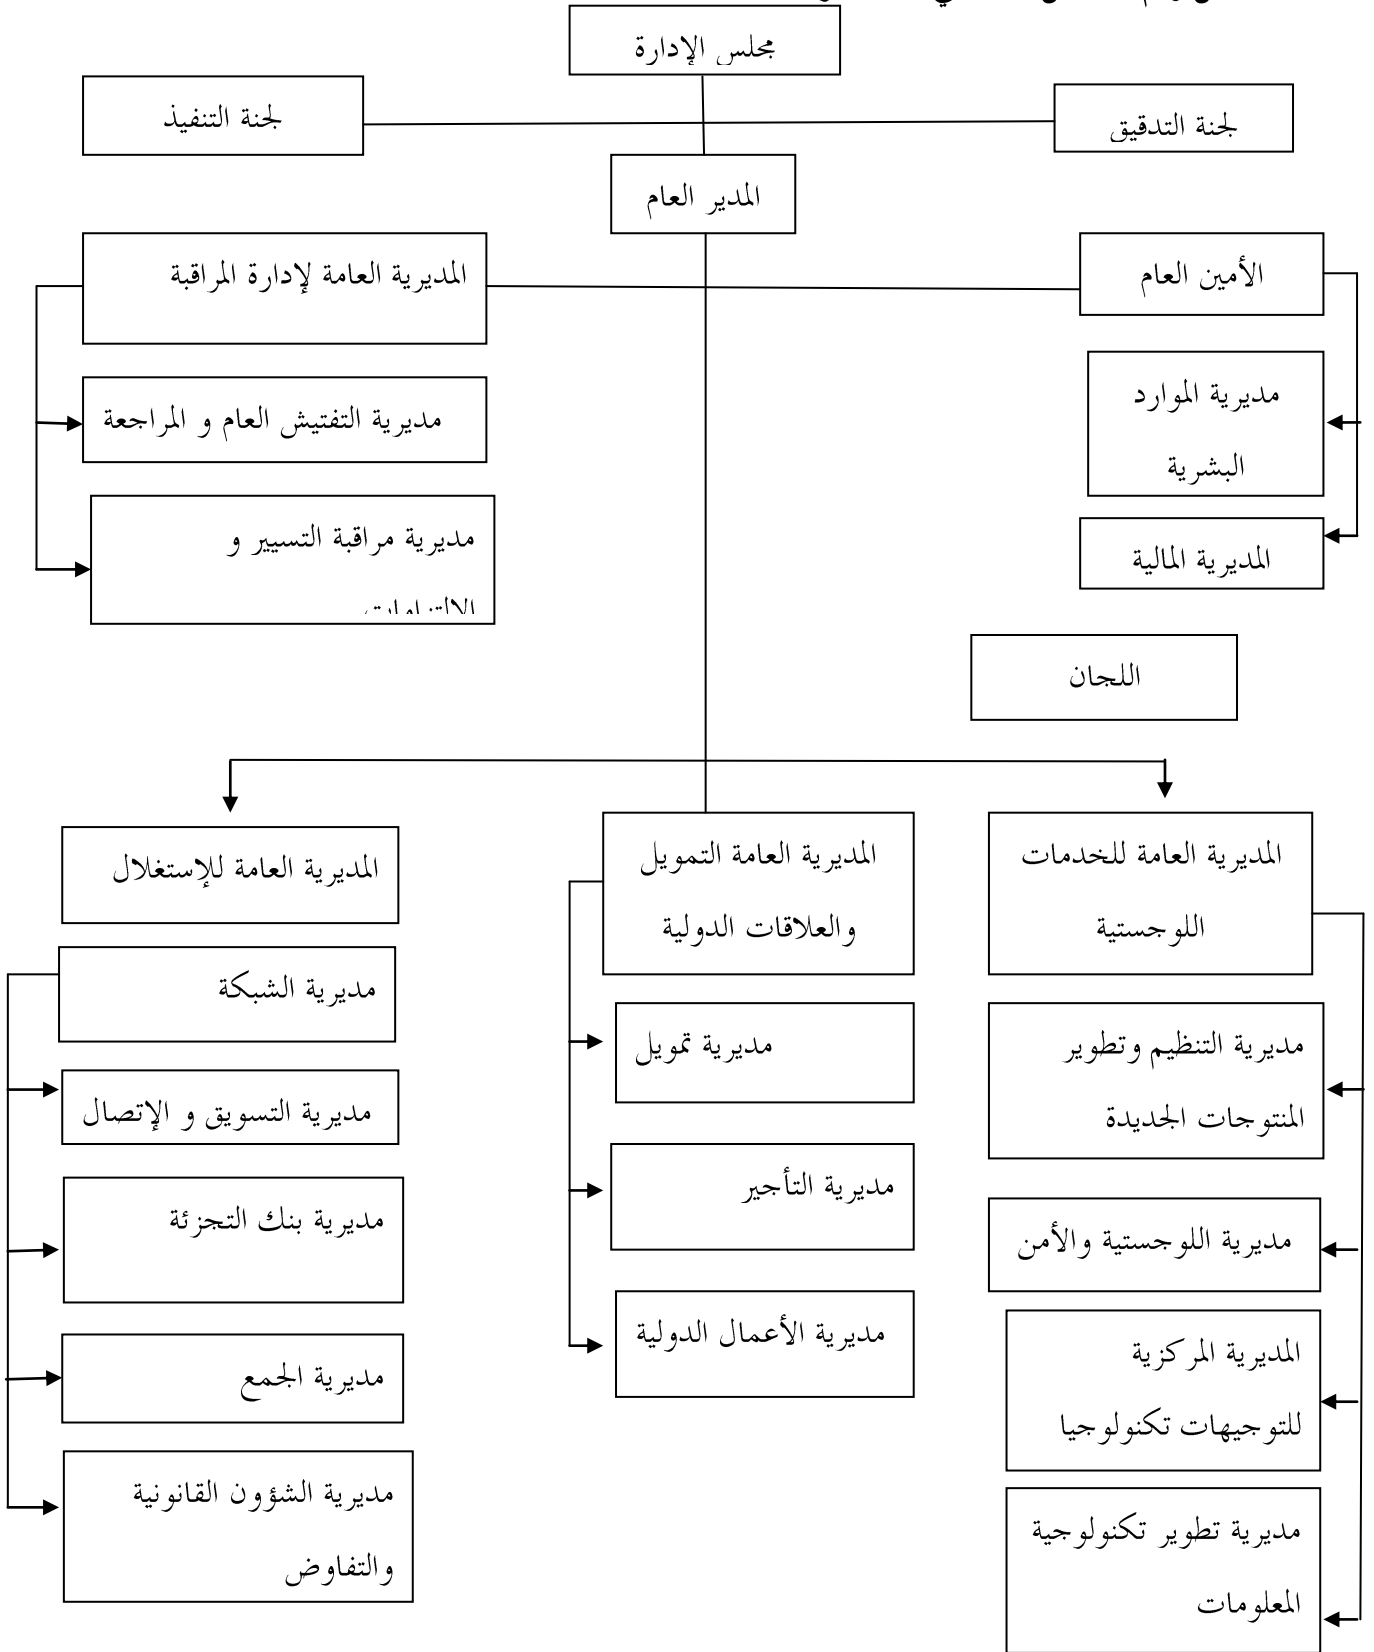 مجلس الإدارة
لجنة التدقيق
لجنة التنفيذ
المدير العام
الأمين العام
المديرية العامة لإدارة المراقبة
مديرية الموارد
البشرية
مديرية التفتيش العام و المراجعة
المديرية المالية
مديرية مراقبة التسيير و
الالتزامات
اللجان
المديرية العامة للخدمات
اللوجستية
المديرية العامة التمويل
والعلاقات الدولية
المديرية العامة للإستغلال
مديرية التنظيم وتطوير
المنتوجات الجديدة
مديرية اللوجستية والأمن
المديرية المركزية
للتوجيهات تكنولوجيا
مديرية تطوير تكنولوجية
المعلومات
مديرية تمويل
مديرية التأجير
مديرية الأعمال الدولية
مديرية الشبكة
مديرية التسويق و الإتصال
مديرية بنك التجزئة
مديرية الجمع
مديرية الشؤون القانونية
والتفاوض